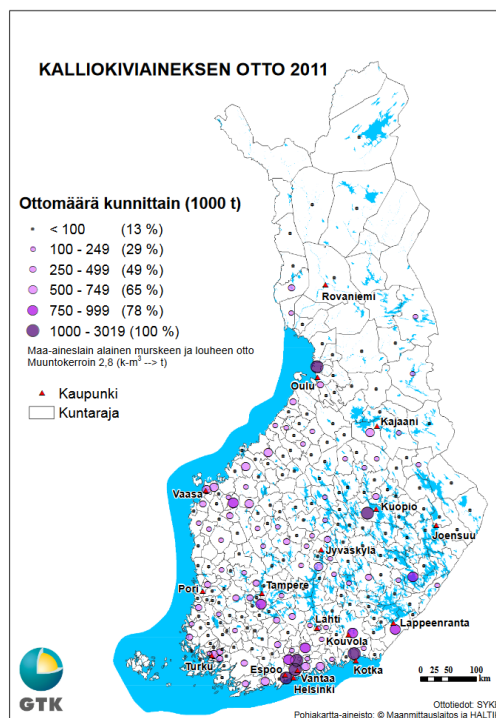 KALLIOKIVIAINEKSEN OTTO 2011
Ottomäärä kunnittain (1000 t)
< 100 (13 %)
100 - 249 (29 %)
250 - 499 (49 %)
500 - 749 (65 %)
750 - 999 (78 %)
1000 - 3019 (100 %)
Maa-aineslain alainen murskeen ja louheen otto
Muuntokerroin 2,8 (k-m³ --> t)
Kaupunki
Kuntaraja
Rovaniemi
Oulu
Kajaani
Vaasa
Kuopio
Joensuu
Jyväskylä
Pori
Tampere
Lahti
Lappeenranta
Kouvola
Turku
Espoo
Vantaa
Kotka
Helsinki
0 25 50 100
km
GTK
Ottotiedot: SYK
Pohjakartta-aineisto: © Maanmittauslaitos ja HALTI